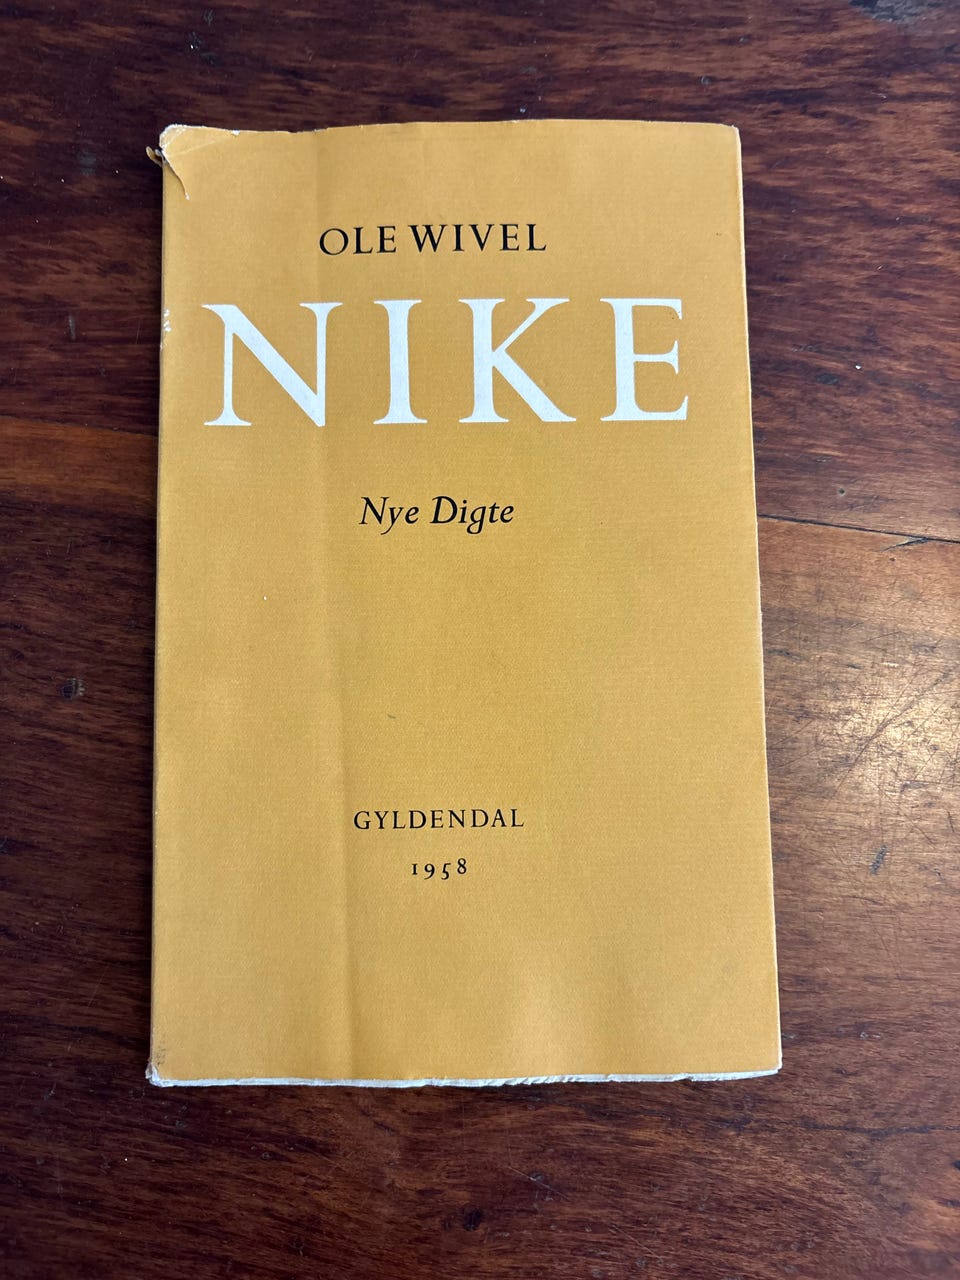 OLE WIVEL
NIKE
Nye Digte
GYLDENDAL
1958